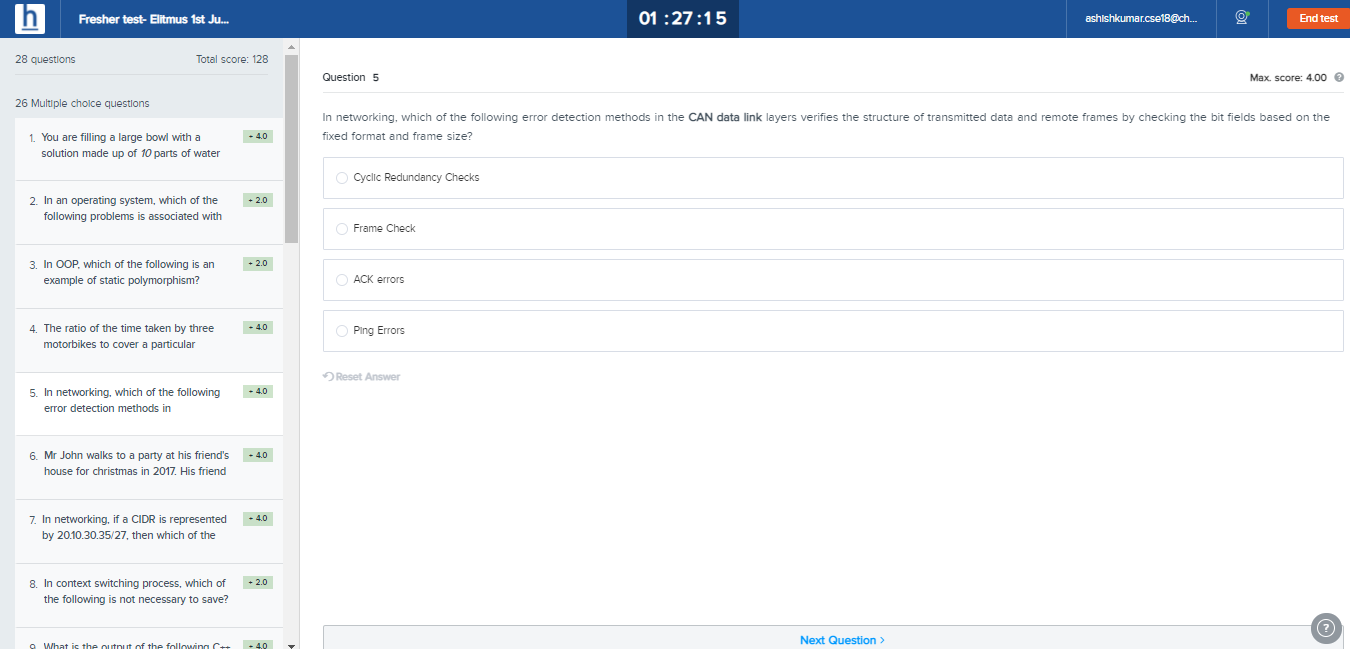 h
Fresher test- Elitmus 1st Ju...
01 :27:15
ashishkumar.cse18@ch...
End test
28 questions
Total score: 128
26 Multiple choice questions
1. You are filling a large bowl with a
solution made up of 10 parts of water
+ 4.0
2. In an operating system, which of the
following problems is associated with
+ 2.0
3. In OOP, which of the following is an
example of static polymorphism?
+ 2.0
4. The ratio of the time taken by three
motorbikes to cover a particular
+ 4.0
5. In networking, which of the following
error detection methods in
+ 4.0
6. Mr John walks to a party at his friend's
house for christmas in 2017. His friend
+ 4.0
7. In networking, if a CIDR is represented
by 20.10.30.35/27, then which of the
+ 4.0
8. In context switching process, which of
the following is not necessary to save?
+ 2.0
9. What is the output of the following C++
+ 4.0
Question 5
Max. score: 4.00 ?
In networking, which of the following error detection methods in the CAN data link layers verifies the structure of transmitted data and remote frames by checking the bit fields based on the
fixed format and frame size?
Cyclic Redundancy Checks
Frame Check
ACK errors
Ping Errors
Reset Answer
Next Question >
?